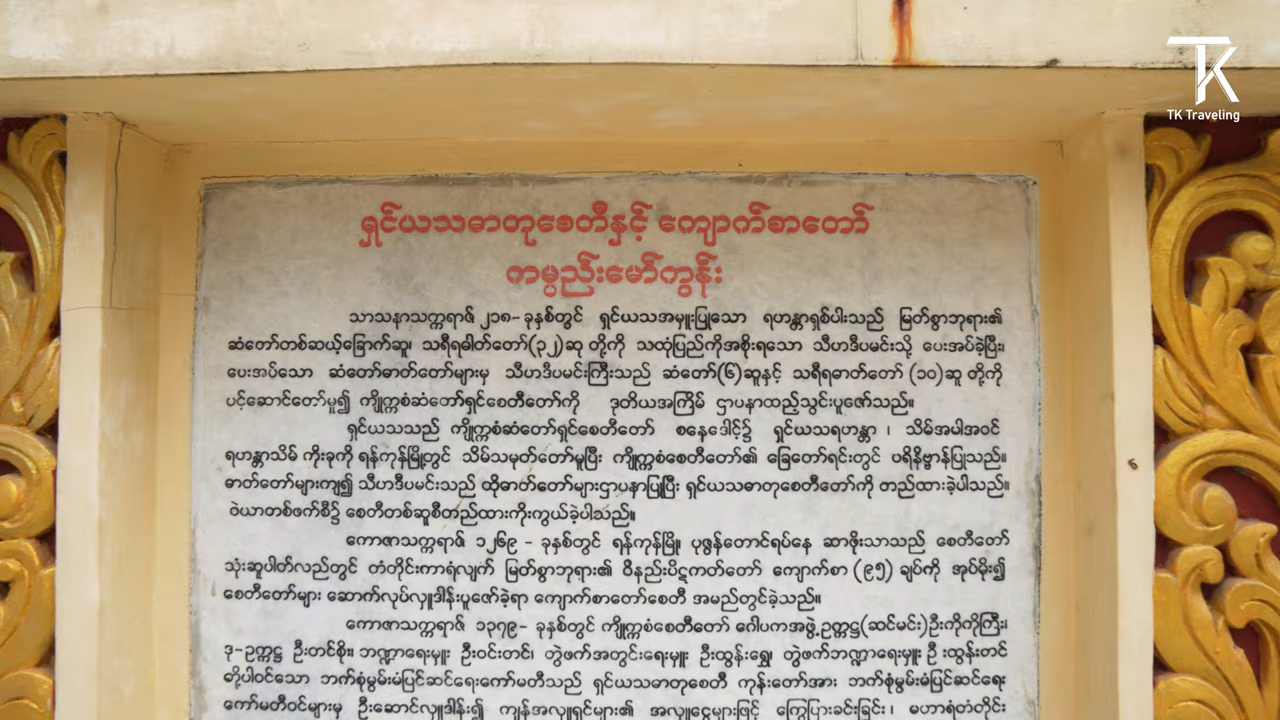 TK Traveling
ရှင်ယသဓာတုစေတီနှင့် ကျောက်စာတော်
ကမ္ပည်းမော်ကွန်း
သာသနာသက္ကရာဇ် ၂၁၈- ခုနှစ်တွင် ရှင်ယသအမှူးပြုသော ရဟန္တာရှစ်ပါးသည် မြတ်စွာဘုရား၏
ဆံတော်တစ်ဆယ့်ခြောက်ဆူ၊ သရီရဓါတ်တော်(၃၂)ဆု တို့ကို သထုံပြည်ကိုအစိုးရသော သီဟဒီပမင်းသို့ ပေးအပ်ခဲ့ပြီး၊
ပေးအပ်သော ဆံတော်ဓာတ်တော်များမှ သီဟဒီပမင်းကြီးသည် ဆံတော်(၆)ဆူနှင့် သရီရဓာတ်တော် (၁၀)ဆူ တို့ကို
ပင့်ဆောင်တော်မူ၍ ကျိုက္ကစံဆံတော်ရှင်စေတီတော်ကို ဒုတိယအကြိမ် ဌာပနာထည့်သွင်းပူဇော်သည်။
ရှင်ယသသည် ကျိုက္ကစံဆံတော်ရှင်စေတီတော် စနေဒေါင့်၌ ရှင်ယသရဟန္တာ ၊ သိမ်အပါအဝင်
ရဟန္တာသိမ် ကိုးခုကို ရန်ကုန်မြို့တွင် သိမ်သမုတ်တော်မူပြီး ကျိုက္ကစံစေတီတော်၏ ခြေတော်ရင်းတွင် ပရိနိဗ္ဗာန်ပြုသည်။
ဓာတ်တော်များကျ၍ သီဟဒီပမင်းသည် ထိုဓာတ်တော်များဌာပနာပြုပြီး ရှင်ယသဓာတုစေတီတော်ကို တည်ထားခဲ့ပါသည်။
ဝဲယာတစ်ဖက်စီ၌ စေတီတစ်ဆူစီတည်ထားကိုးကွယ်ခဲ့ပါသည်။
ကောဇာသက္ကရာဇ် ၁၂၆၉ - ခုနှစ်တွင် ရန်ကုန်မြို့၊ ပုဇွန်တောင်ရပ်နေ ဆာဖိုးသာသည် စေတီတော်
သုံးဆူပါတ်လည်တွင် တံတိုင်းကာရံလျက် မြတ်စွာဘုရား၏ ဝိနည်းပိဋကတ်တော် ကျောက်စာ (၉၅) ချပ်ကို အုပ်မိုး၍
စေတီတော်များ ဆောက်လုပ်လှူဒါန်းပူဇော်ခဲ့ရာ ကျောက်စာတော်စေတီ အမည်တွင်ခဲ့သည်။
ကောဇာသက္ကရာဇ် ၁၃၇၉- ခုနှစ်တွင် ကျိုက္ကစံစေတီတော် ဂေါပကအဖွဲ့ဥက္ကဋ္ဌ(ဆင်မင်း)ဦးကိုကိုကြီး၊
ဒု-ဥက္ကဋ္ဌ ဦးတင်စိုး၊ ဘဏ္ဍာရေးမှူး ဦးဝင်းတင်၊ တွဲဖက်အတွင်းရေးမှူး ဦးထွန်းရွှေ၊ တွဲဖက်ဘဏ္ဍာရေးမှူး ဦးထွန်းတင်
တို့ပါဝင်သော ဘက်စုံမွမ်းမံပြင်ဆင်ရေးကော်မတီသည် ရှင်ယသဓာတုစေတီ ကုန်းတော်အား ဘက်စုံမွမ်းမံပြင်ဆင်ရေး
ကော်မတီဝင်များမှ ဦးဆောင်လှူဒါန်း၍ ကျန်အလှူရှင်များ၏ အလှူငွေများဖြင့် ကြွေပြားခင်းခြင်း ၊ မဟာရံတံတိုင်း